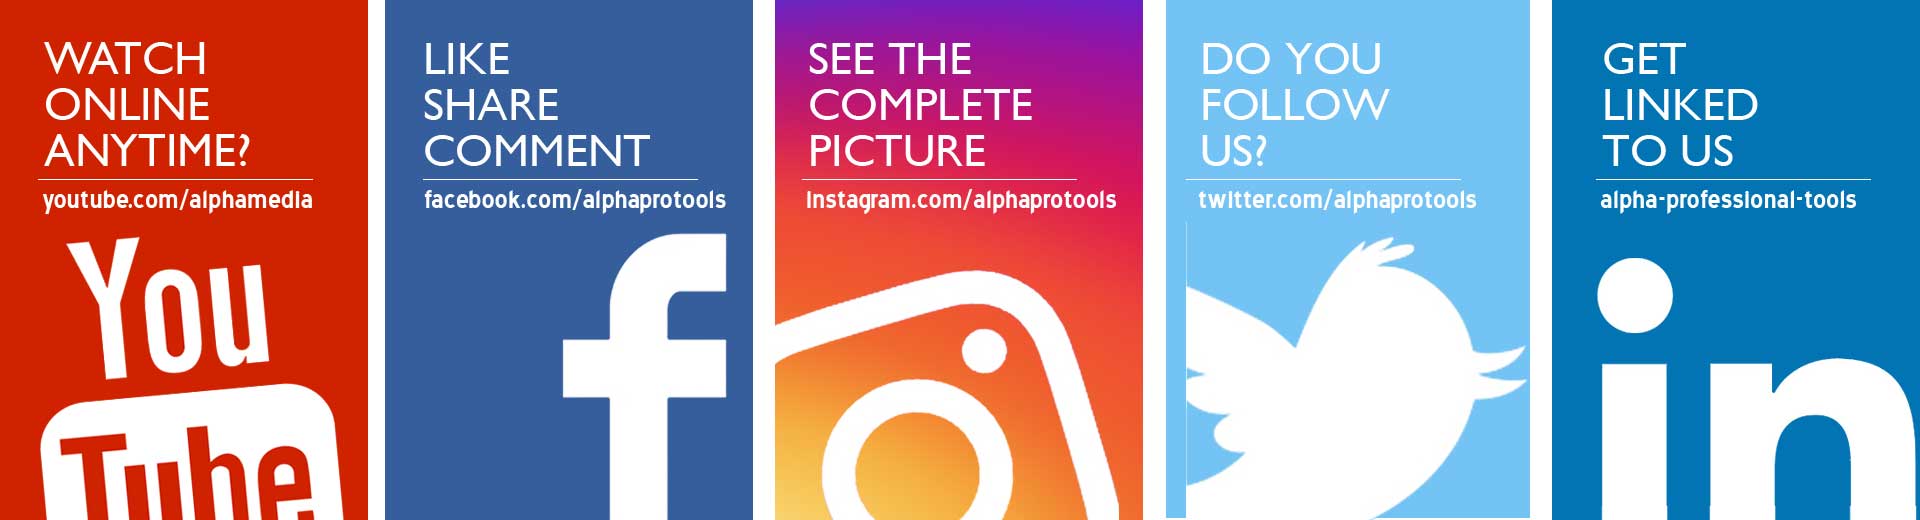 WATCH
ONLINE
ANYTIME?
youtube.com/alphamedia
You
Tube
LIKE
SHARE
COMMENT
facebook.com/alphaprotools
f
SEE THE
COMPLETE
PICTURE
Instagram.com/alphaprotools
DO YOU
FOLLOW
US?
twitter.com/alphaprotools
GET
LINKED
TO US
alpha-professional-tools
in